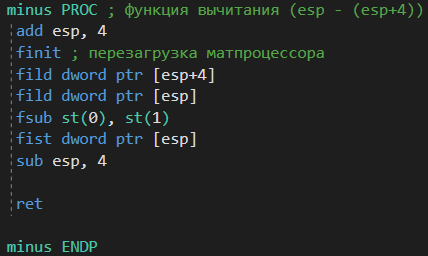 minus PROC ; функция вычитания (esp - (esp+4))
add esp, 4
finit ; перезагрузка матпроцессора
fild dword ptr [esp+4]
fild dword ptr [esp]
fsub st(0), st(1)
fist dword ptr [esp]
sub esp, 4
ret
minus ENDP